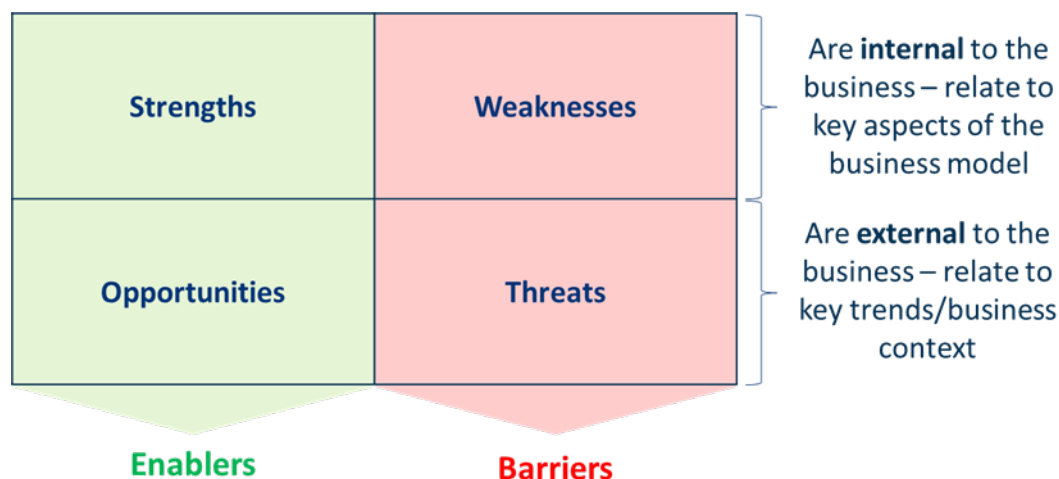 Strengths
Weaknesses
Are internal to the
business – relate to
key aspects of the
business model
Opportunities
Threats
Are external to the
business – relate to
key trends/business
context
Enablers
Barriers